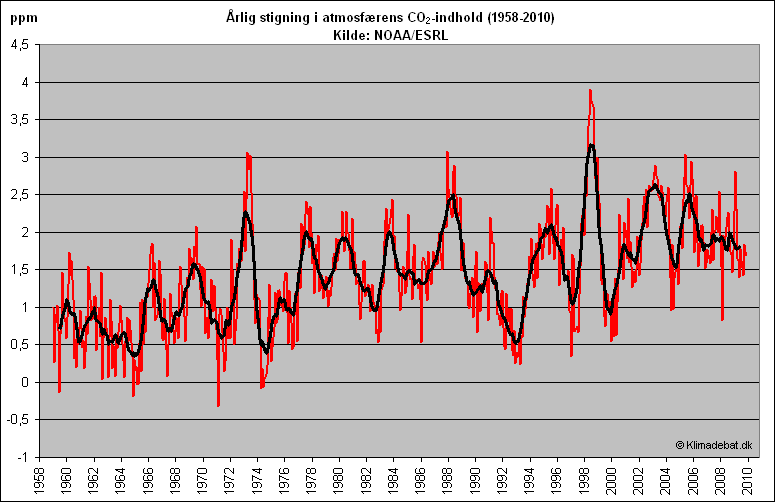 ppm
Årlig stigning i atmosfærens CO₂-indhold (1958-2010)
Kilde: NOAA/ESRL
4,5
4
3,5
3
2,5
2
1,5
1
0,5
0
-0,5
-1
© Klimadebat.dk
1958 1960 1962 1964 1966 1968 1970 1972 1974 1976 1978 1980 1982 1984 1986 1988 1990 1992 1994 1996 1998 2000 2002 2004 2006 2008 2010